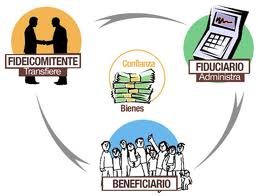 FIDEICOMITENTE
Transfiere
Confianza
Bienes
FIDUCIARIO
Administra
BENEFICIARIO